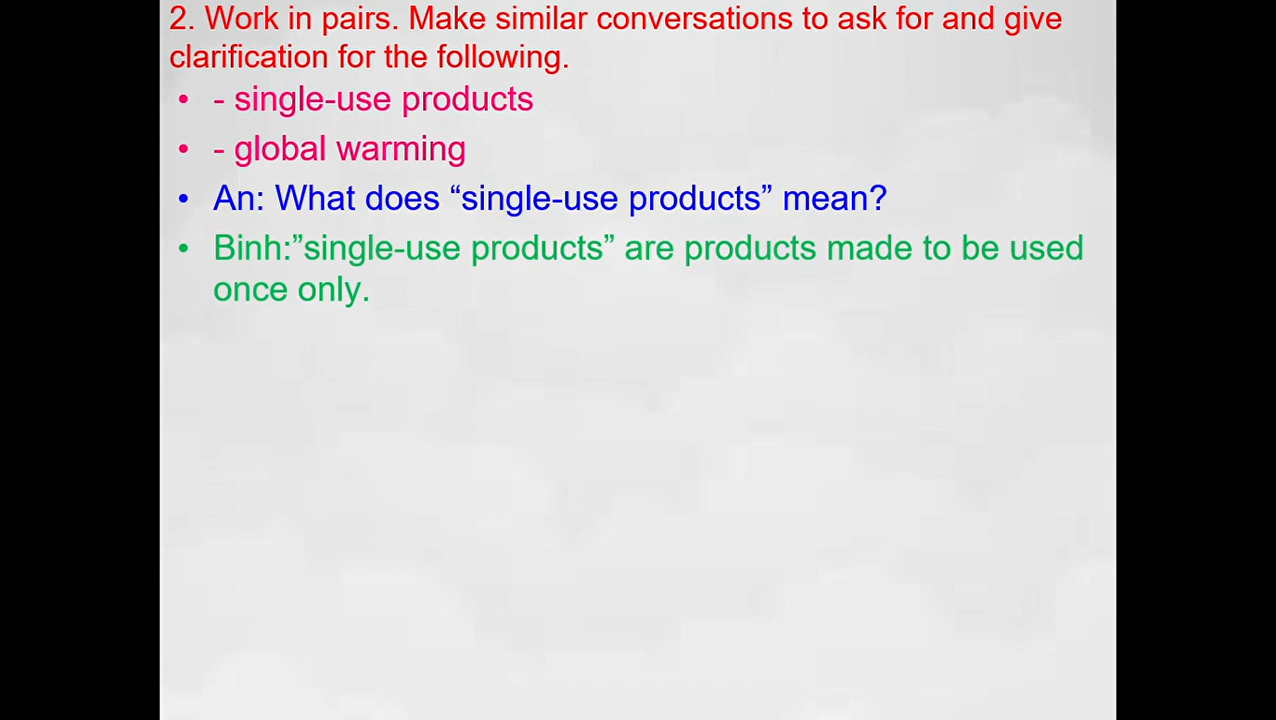 2. Work in pairs. Make similar conversations to ask for and give
clarification for the following.
• - single-use products
• - global warming
• An: What does “single-use products” mean?
• Binh:”single-use products” are products made to be used
once only.